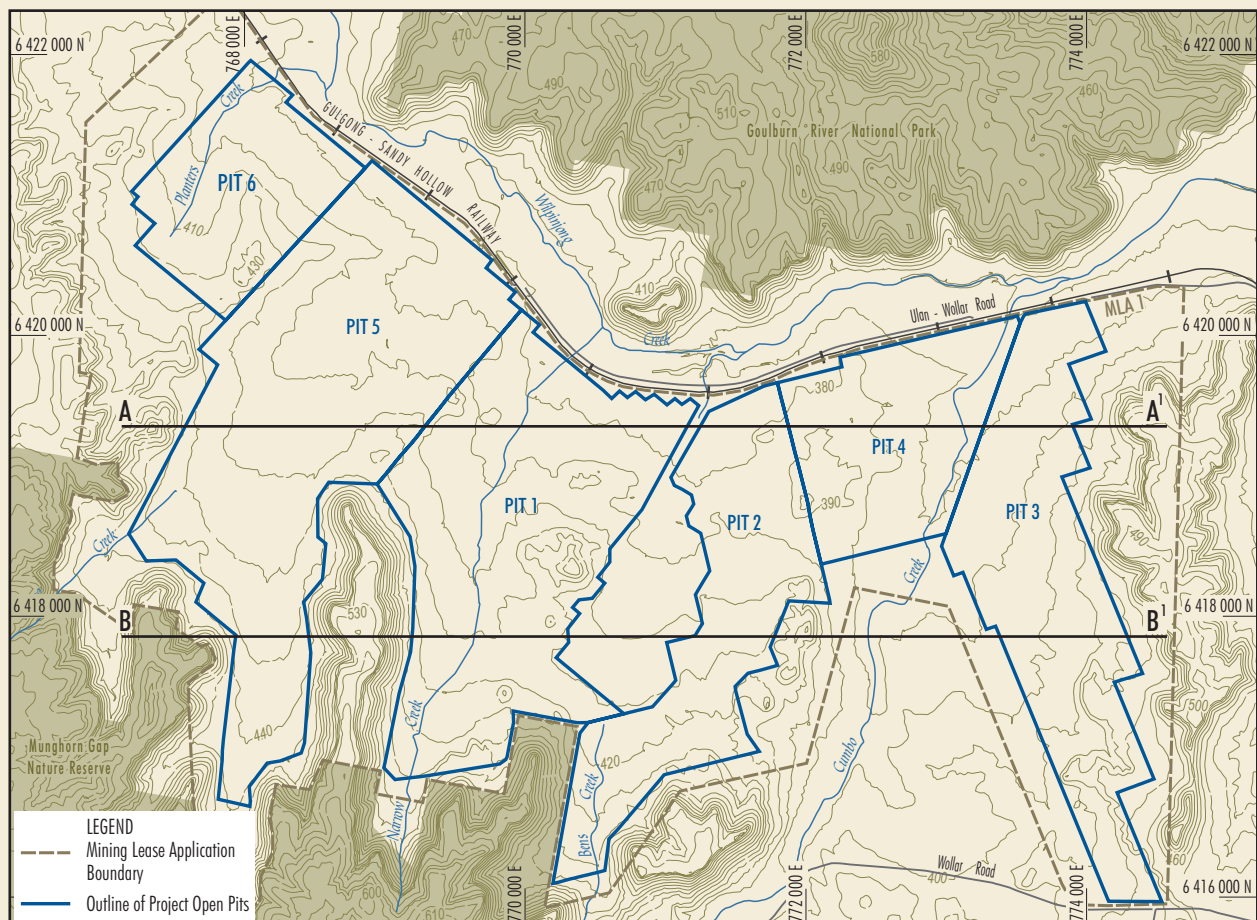 6 422 000 N
768 000 E
770 000 E
772 000 E
774 000 E
6 422 000 N
470
490
510
580
460
Creek
GULGONG - SANDY HOLLOW RAILWAY
Goulburn River National Park
490
470
Planters
PIT 6
410
430
Wilpinjong
410
Creek
Ulan - Wollar Road
MLA 1
6 420 000 N
6 420 000 N
PIT 5
380
A
A1
PIT 4
PIT 1
390
PIT 2
PIT 3
490
Creek
Creek
530
6 418 000 N
6 418 000 N
B
B1
Creek
440
Munghorn Gap
Nature Reserve
420
Creek
Cumbo
500
Narrow
Bens
Wollar Road
400
460
600
610
770 000 E
772 000 E
774 000 E
6 416 000 N
LEGEND
Mining Lease Application
Boundary
Outline of Project Open Pits